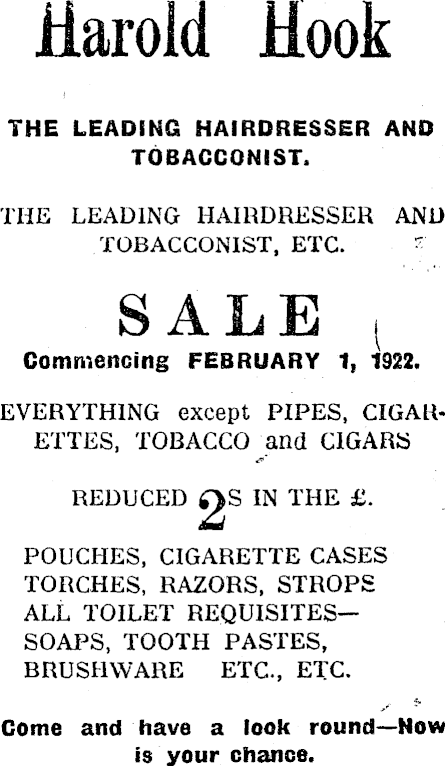 Harold Hook
THE LEADING HAIRDRESSER AND
TOBACCONIST.
THE LEADING HAIRDRESSER AND
TOBACCONIST, ETC.
SALE
Commencing FEBRUARY 1, 1922.
EVERYTHING except PIPES, CIGAR-
ETTES, TOBACCO and CIGARS
REDUCED 2S IN THE £.
POUCHES, CIGARETTE CASES
TORCHES, RAZORS, STROPS
ALL TOILET REQUISITES—
SOAPS, TOOTH PASTES,
BRUSHWARE ETC., ETC.
Come and have a look round—Now
is your chance.